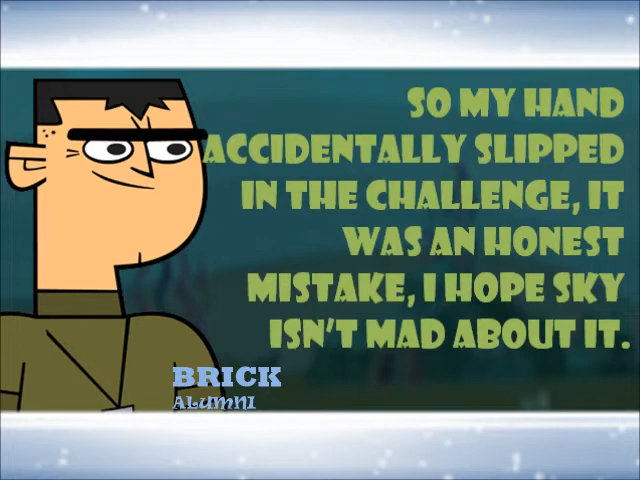 SO MY HAND
ACCIDENTALLY SLIPPED
IN THE CHALLENGE, IT
WAS AN HONEST
MISTAKE, I HOPE SKY
ISN'T MAD ABOUT IT.
BRICK
ALUMNI